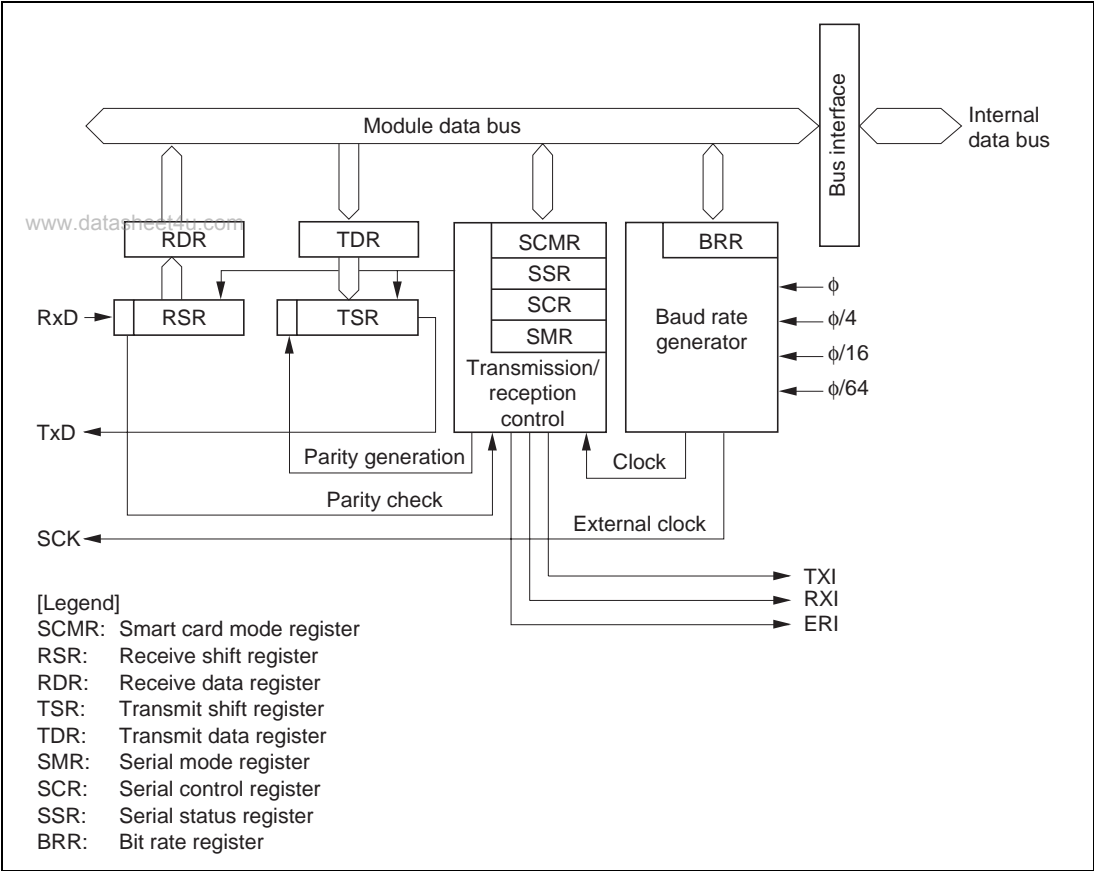 Module data bus
Bus interface
Internal
data bus
www.datasheet4u.com
RDR
TDR
SCMR
SSR
SCR
SMR
Transmission/
reception
control
BRR
Baud rate
generator
φ
φ/4
φ/16
φ/64
RxD
RSR
TSR
TxD
Parity generation
Parity check
Clock
External clock
SCK
TXI
RXI
ERI
[Legend]
SCMR: Smart card mode register
RSR: Receive shift register
RDR: Receive data register
TSR: Transmit shift register
TDR: Transmit data register
SMR: Serial mode register
SCR: Serial control register
SSR: Serial status register
BRR: Bit rate register